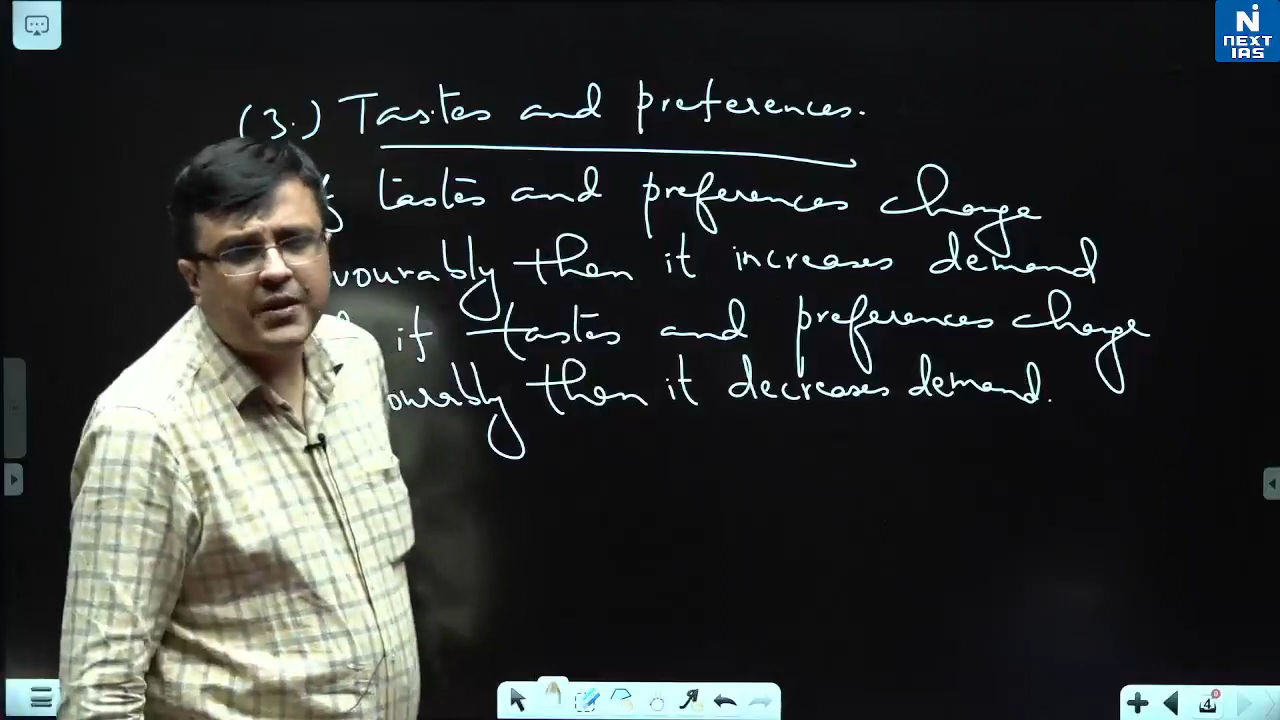 NEXT
IAS
(3.) Tastes and preferences.
tastes and preferences change
vourably then it increases demand
if tastes and preferences change
ourably then it decreases demand.
4